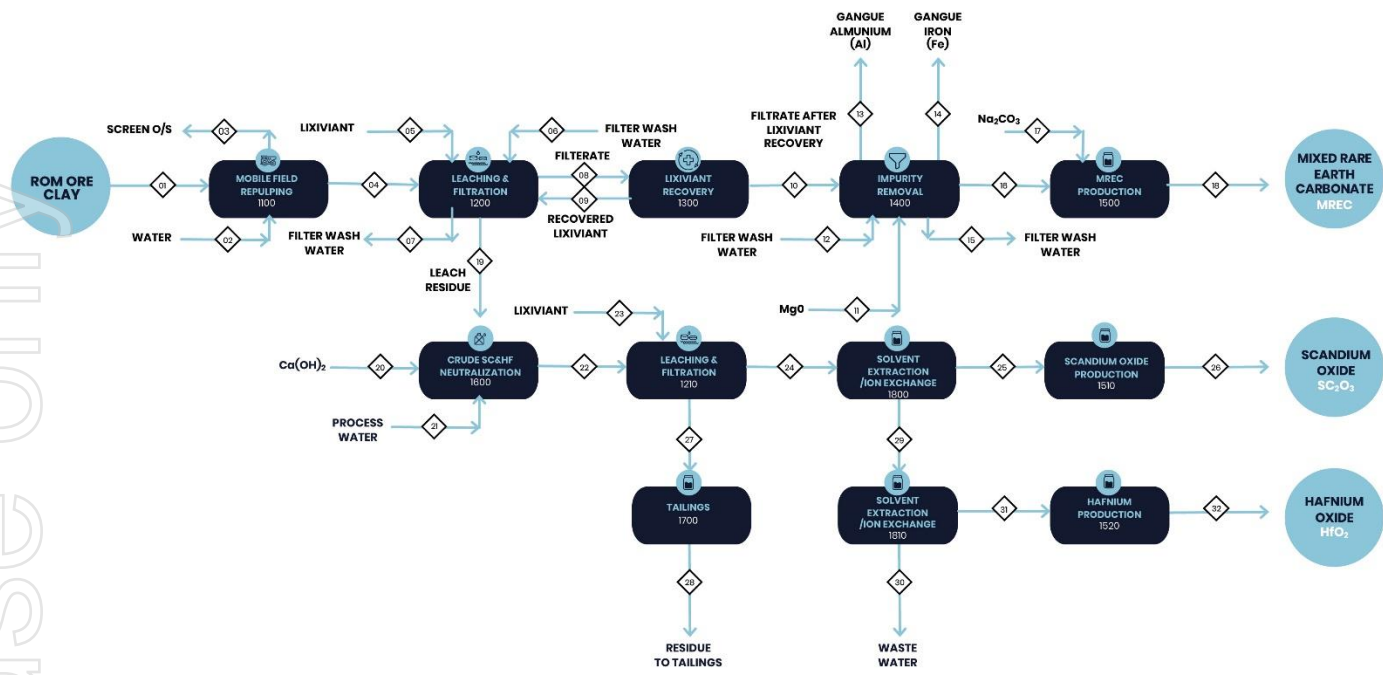 GANGUE
ALMUNIUM
(Al)
GANGUE
IRON
(Fe)
13
14
SCREEN O/S
03
LIXIVIANT
05
06
FILTER WASH
WATER
FILTRATE AFTER
LIXIVIANT
RECOVERY
Na₂CO₃
17
ROM ORE
CLAY
01
MOBILE FIELD
REPULPING
1100
04
LEACHING &
FILTRATION
1200
FILTERATE
08
09
RECOVERED
LIXIVIANT
LIXIVIANT
RECOVERY
1300
10
IMPURITY
REMOVAL
1400
16
MREC
PRODUCTION
1500
18
MIXED RARE
EARTH
CARBONATE
MREC
WATER
02
FILTER WASH
WATER
07
FILTER WASH
WATER
12
15
FILTER WASH
WATER
LEACH
RESIDUE
19
LIXIVIANT
23
Mg0
11
Ca(OH)₂
20
CRUDE SC&HF
NEUTRALIZATION
1600
22
LEACHING &
FILTRATION
1210
24
SOLVENT
EXTRACTION
/ION EXCHANGE
1800
25
SCANDIUM OXIDE
PRODUCTION
1510
26
SCANDIUM
OXIDE
SC₂O₃
PROCESS
WATER
21
27
29
TAILINGS
1700
SOLVENT
EXTRACTION
/ION EXCHANGE
1810
31
HAFNIUM
PRODUCTION
1520
32
HAFNIUM
OXIDE
HfO₂
28
30
RESIDUE
TO TAILINGS
WASTE
WATER
use only